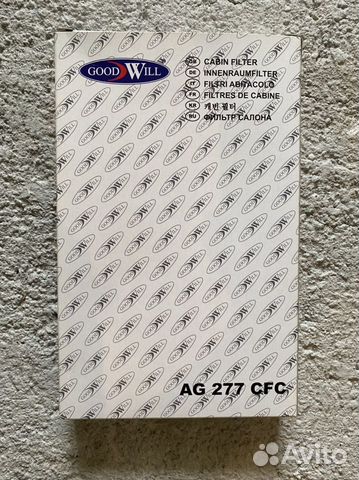 GOOD WILL
GB CABIN FILTER
DE INNENRAUMFILTER
IT FILTRI ABITACOLO
FR FILTRES DE CABINE
KR 캐빈 필터
RU ФИЛЬТР САЛОНА
AG 277 CFC
Avito